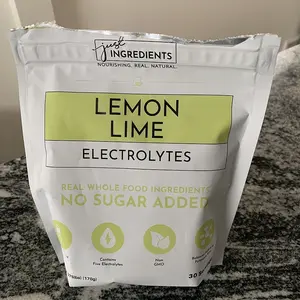 just
INGREDIENTS
NOURISHING. REAL. NATURAL.
LEMON
LIME
ELECTROLYTES
REAL WHOLE FOOD INGREDIENTS
NO SUGAR ADDED
Contains
Five Electrolytes
Non
GMO
30